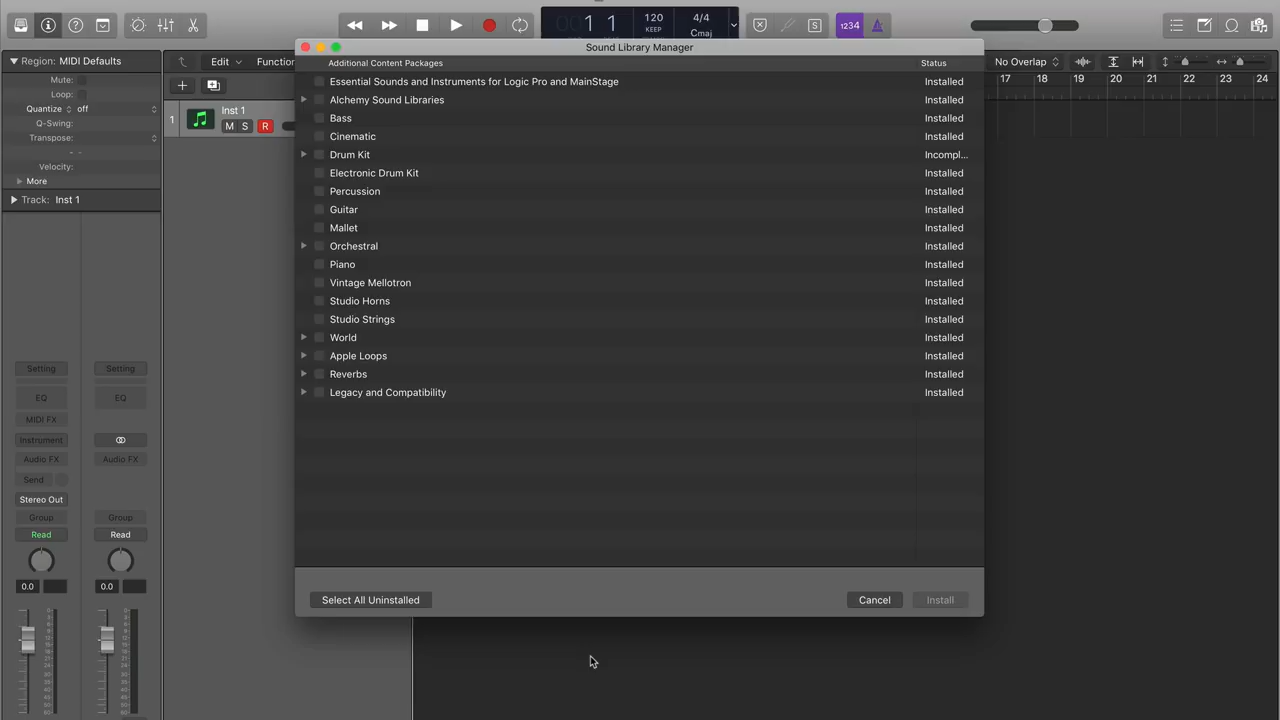 1 1
120
KEEP
4/4
Cmaj
1234
Sound Library Manager
Region: MIDI Defaults
Mute:
Loop:
Quantize off
Q-Swing:
Transpose:
Velocity:
More
Track: Inst 1
Edit
Function
No Overlap
17 18 19 20 21 22 23 24
1
Inst 1
M S R
Additional Content Packages Status
Essential Sounds and Instruments for Logic Pro and MainStage Installed
Alchemy Sound Libraries Installed
Bass Installed
Cinematic Installed
Drum Kit Incompl...
Electronic Drum Kit Installed
Percussion Installed
Guitar Installed
Mallet Installed
Orchestral Installed
Piano Installed
Vintage Mellotron Installed
Studio Horns Installed
Studio Strings Installed
World Installed
Apple Loops Installed
Reverbs Installed
Legacy and Compatibility Installed
Select All Uninstalled
Cancel
Install
Setting Setting
EQ EQ
MIDI FX
Instrument
Audio FX Audio FX
Send
Stereo Out
Group Group
Read Read
0.0 0.0